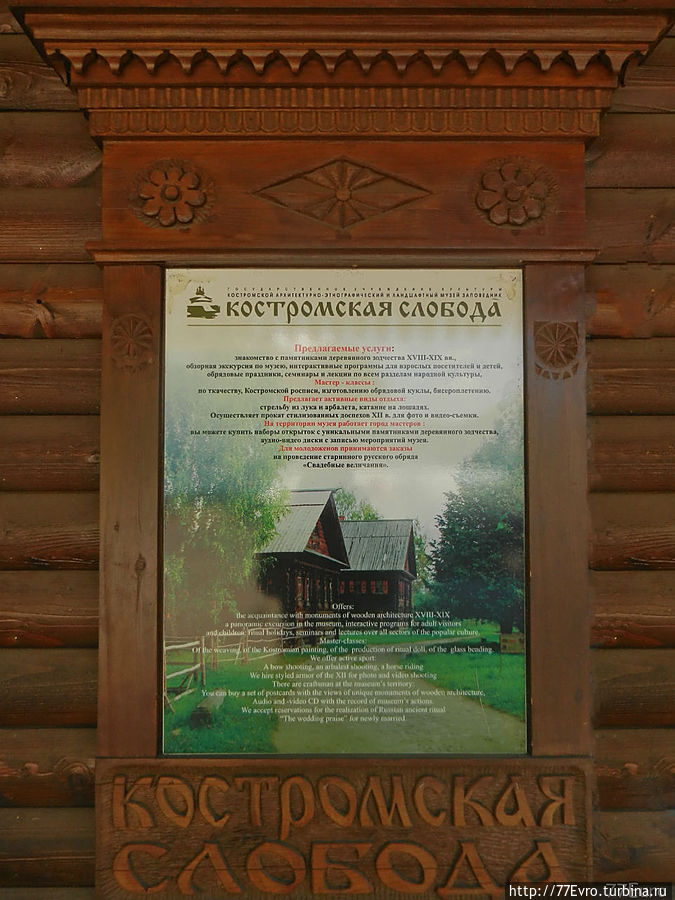 ГОСУДАРСТВЕННОЕ УЧРЕЖДЕНИЕ КУЛЬТУРЫ
КОСТРОМСКОЙ АРХИТЕКТУРНО-ЭТНОГРАФИЧЕСКИЙ И ЛАНДШАФТНЫЙ МУЗЕЙ ЗАПОВЕДНИК
КОСТРОМСКАЯ СЛОБОДА
Предлагаемые услуги:
знакомство с памятниками деревянного зодчества XVIII-XIX вв.,
обзорная экскурсия по музею, интерактивные программы для взрослых посетителей и детей,
обрядовые праздники, семинары и лекции по всем разделам народной культуры,
Мастер - классы :
по ткачеству, Костромской росписи, изготовлению обрядовой куклы, бисероплетению.
Предлагает активные виды отдыха:
стрельбу из лука и арбалета, катание на лошадях.
Осуществляет прокат стилизованных доспехов XII в. для фото и видео-съемки.
На территории музея работает город мастеров :
вы можете купить наборы открыток с уникальными памятниками деревянного зодчества,
аудио-видео диски с записью мероприятий музея.
Для молодоженов принимаются заказы
на проведение старинного русского обряда
«Свадебные величания».
Offers:
the acquaintance with monuments of wooden architecture XVIII-XIX
a panoramic excursion in the museum, interactive programs for adult visitors
and children, ritual holidays, seminars and lectures over all sectors of the popular culture.
Master-classes:
Of the weaving, of the Kostromian painting, of the production of ritual doll, of the glass beading.
We offer active sport:
A bow shooting, an arbalest shooting, a horse riding
We hire styled armor of the XII for photo and video shooting
There are craftsman at the museum's territory:
You can buy a set of postcards with the views of unique monuments of wooden architecture,
Audio and -video CD with the record of museum's actions.
We accept reservations for the realization of Russian ancient ritual
"The wedding praise" for newly married
КОСТРОМСКАЯ
СЛОБОДА
http://77Evro.turbina.ru